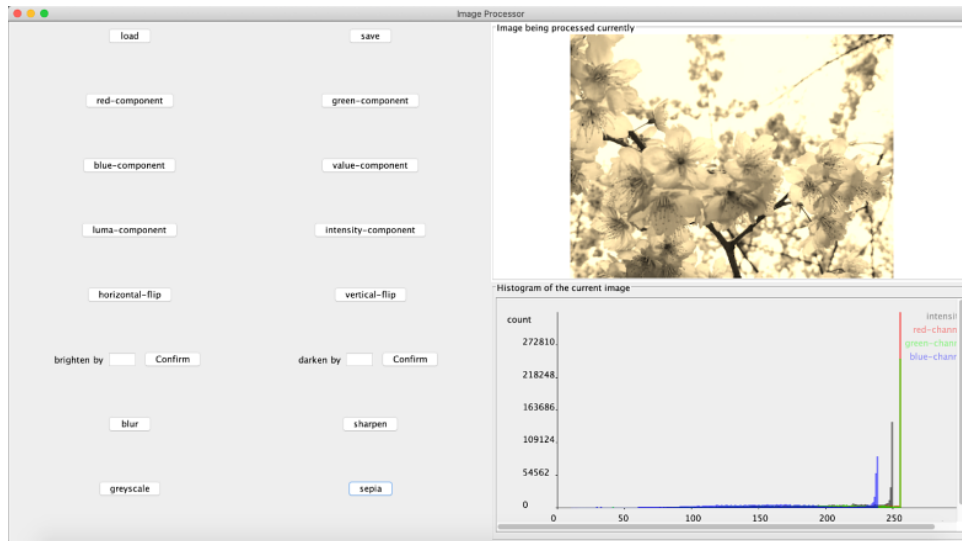 Image Processor
load
save
red-component
green-component
blue-component
value-component
luma-component
intensity-component
horizontal-flip
vertical-flip
brighten by
Confirm
darken by
Confirm
blur
sharpen
greyscale
sepia
Image being processed currently
Histogram of the current image
count
272810
218248
163686
109124
54562
0
0 50 100 150 200 250
intensi
red-chann
green-chan
blue-chanr